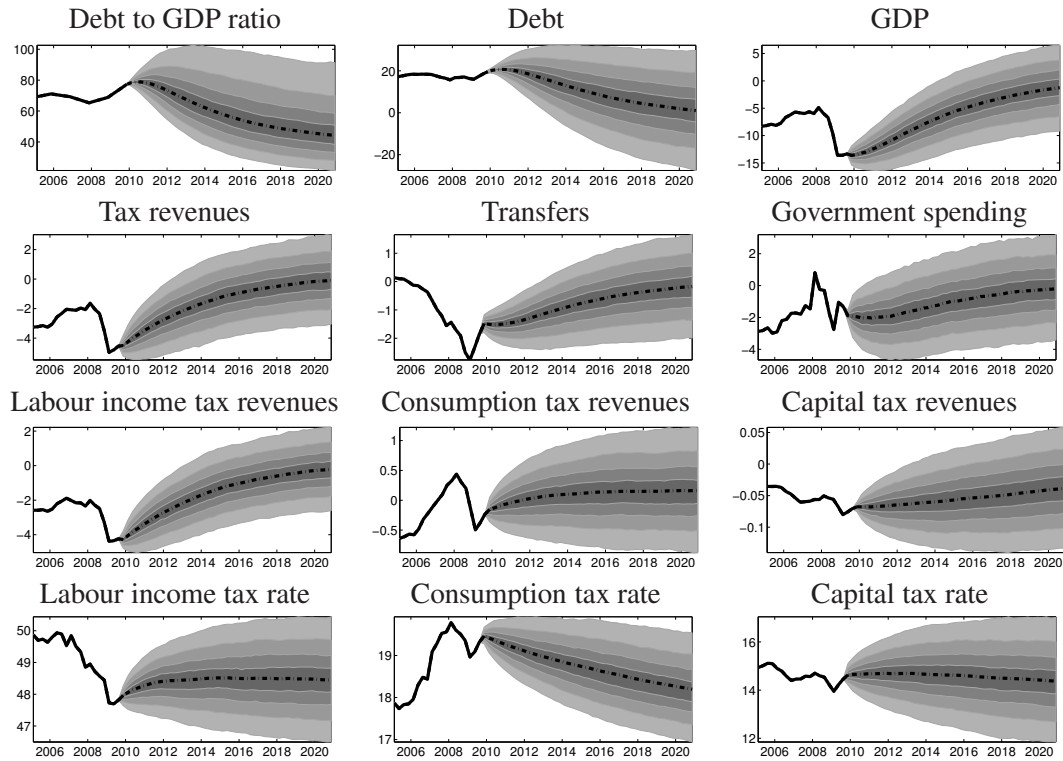 Debt to GDP ratio Debt GDP
100
80
60
40
2006 2008 2010 2012 2014 2016 2018 2020
20
0
−20
2006 2008 2010 2012 2014 2016 2018 2020
5
0
−5
−10
−15
2006 2008 2010 2012 2014 2016 2018 2020
Tax revenues Transfers Government spending
2
0
−2
−4
2006 2008 2010 2012 2014 2016 2018 2020
1
0
−1
−2
2006 2008 2010 2012 2014 2016 2018 2020
2
0
−2
−4
2006 2008 2010 2012 2014 2016 2018 2020
Labour income tax revenues Consumption tax revenues Capital tax revenues
2
0
−2
−4
2006 2008 2010 2012 2014 2016 2018 2020
1
0.5
0
−0.5
2006 2008 2010 2012 2014 2016 2018 2020
0.05
0
−0.05
−0.1
2006 2008 2010 2012 2014 2016 2018 2020
Labour income tax rate Consumption tax rate Capital tax rate
50
49
48
47
2006 2008 2010 2012 2014 2016 2018 2020
19
18
17
2006 2008 2010 2012 2014 2016 2018 2020
16
14
12
2006 2008 2010 2012 2014 2016 2018 2020